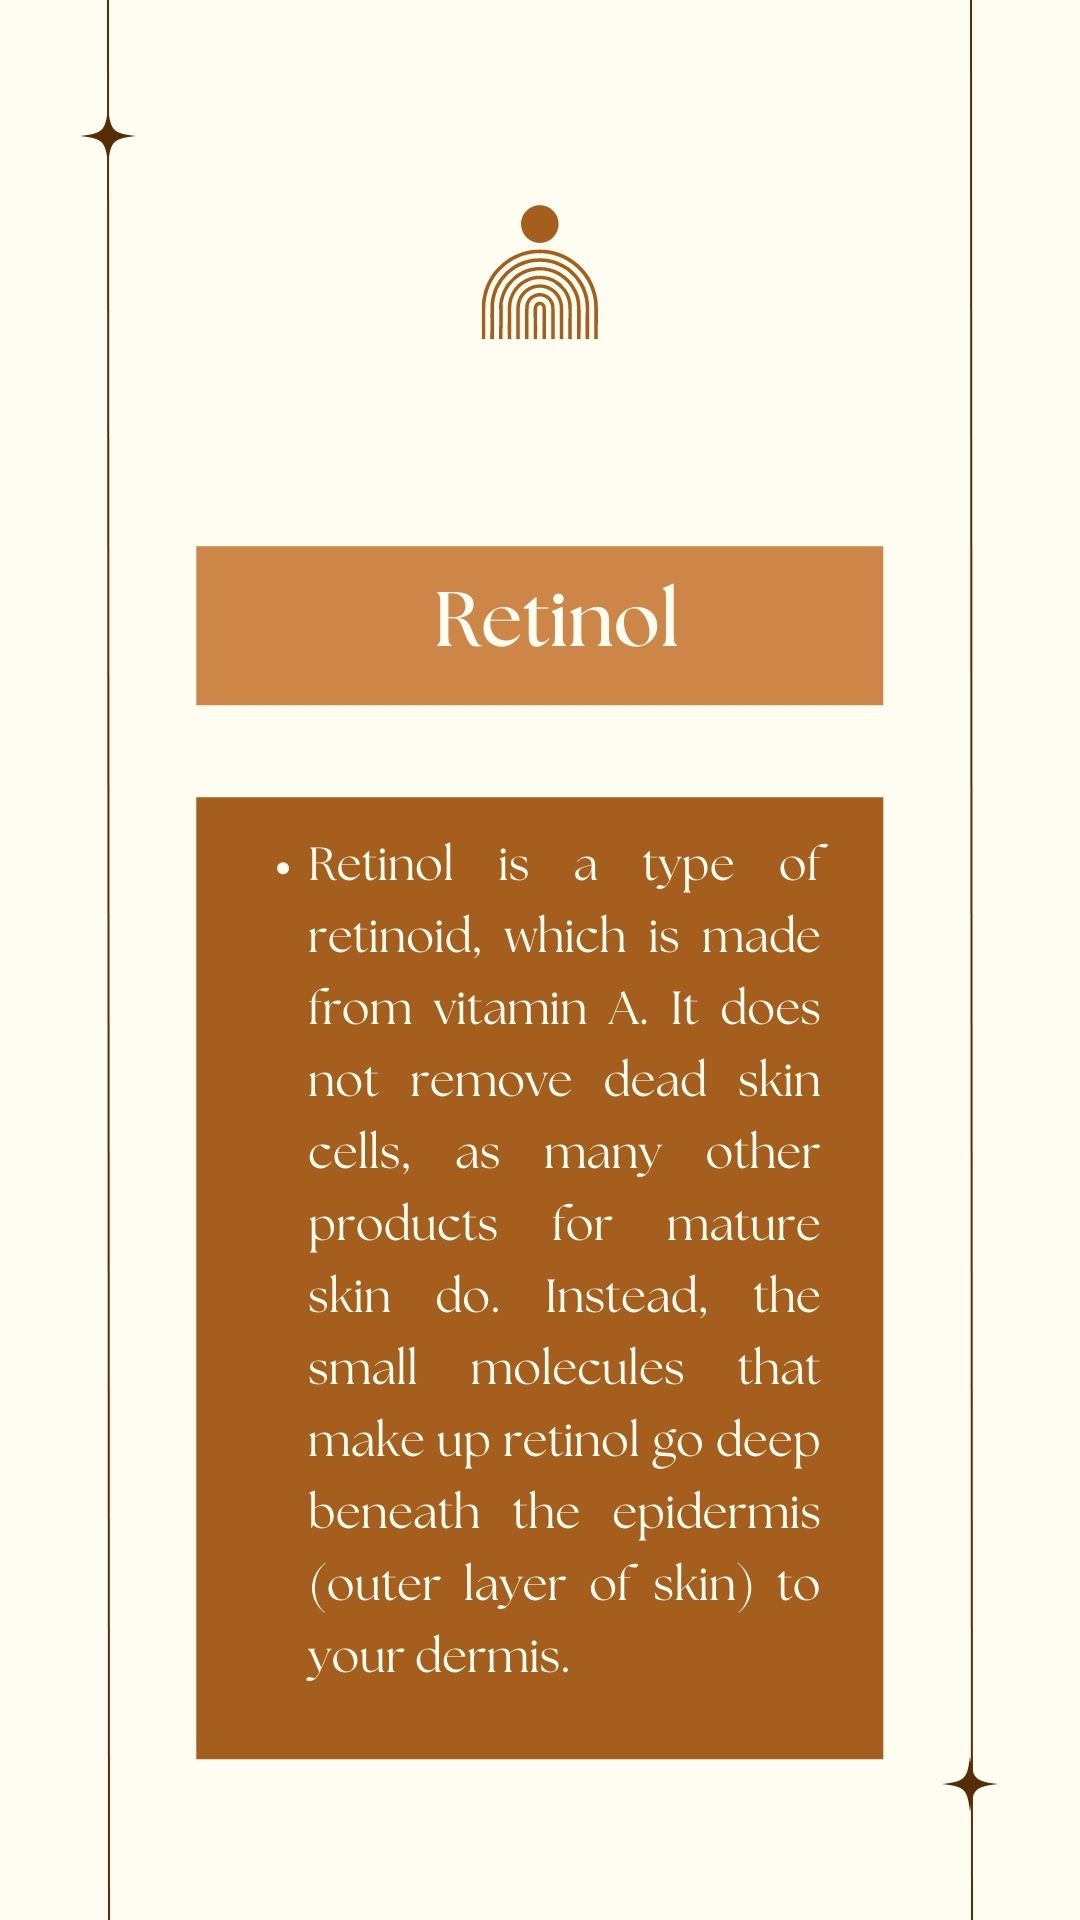 Retinol
• Retinol is a type of
retinoid, which is made
from vitamin A. It does
not remove dead skin
cells, as many other
products for mature
skin do. Instead, the
small molecules that
make up retinol go deep
beneath the epidermis
(outer layer of skin) to
your dermis.